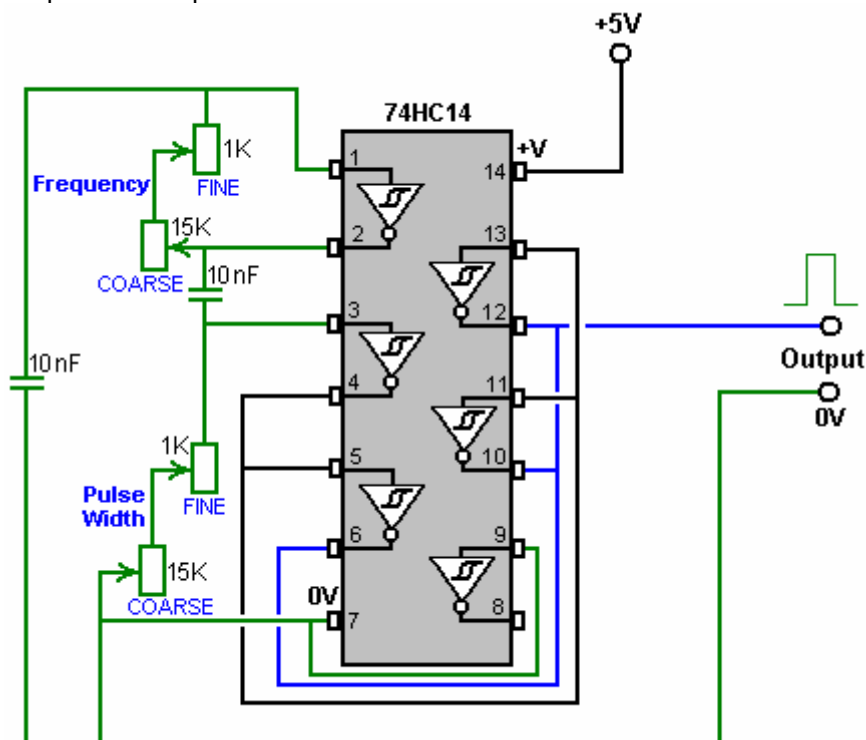 +5V
74HC14
+V
1K
FINE
Frequency
15K
COARSE
10nF
10nF
1
2
3
4
5
6
7
14
13
12
11
10
9
8
Output
0V
1K
FINE
Pulse
Width
15K
COARSE
0V